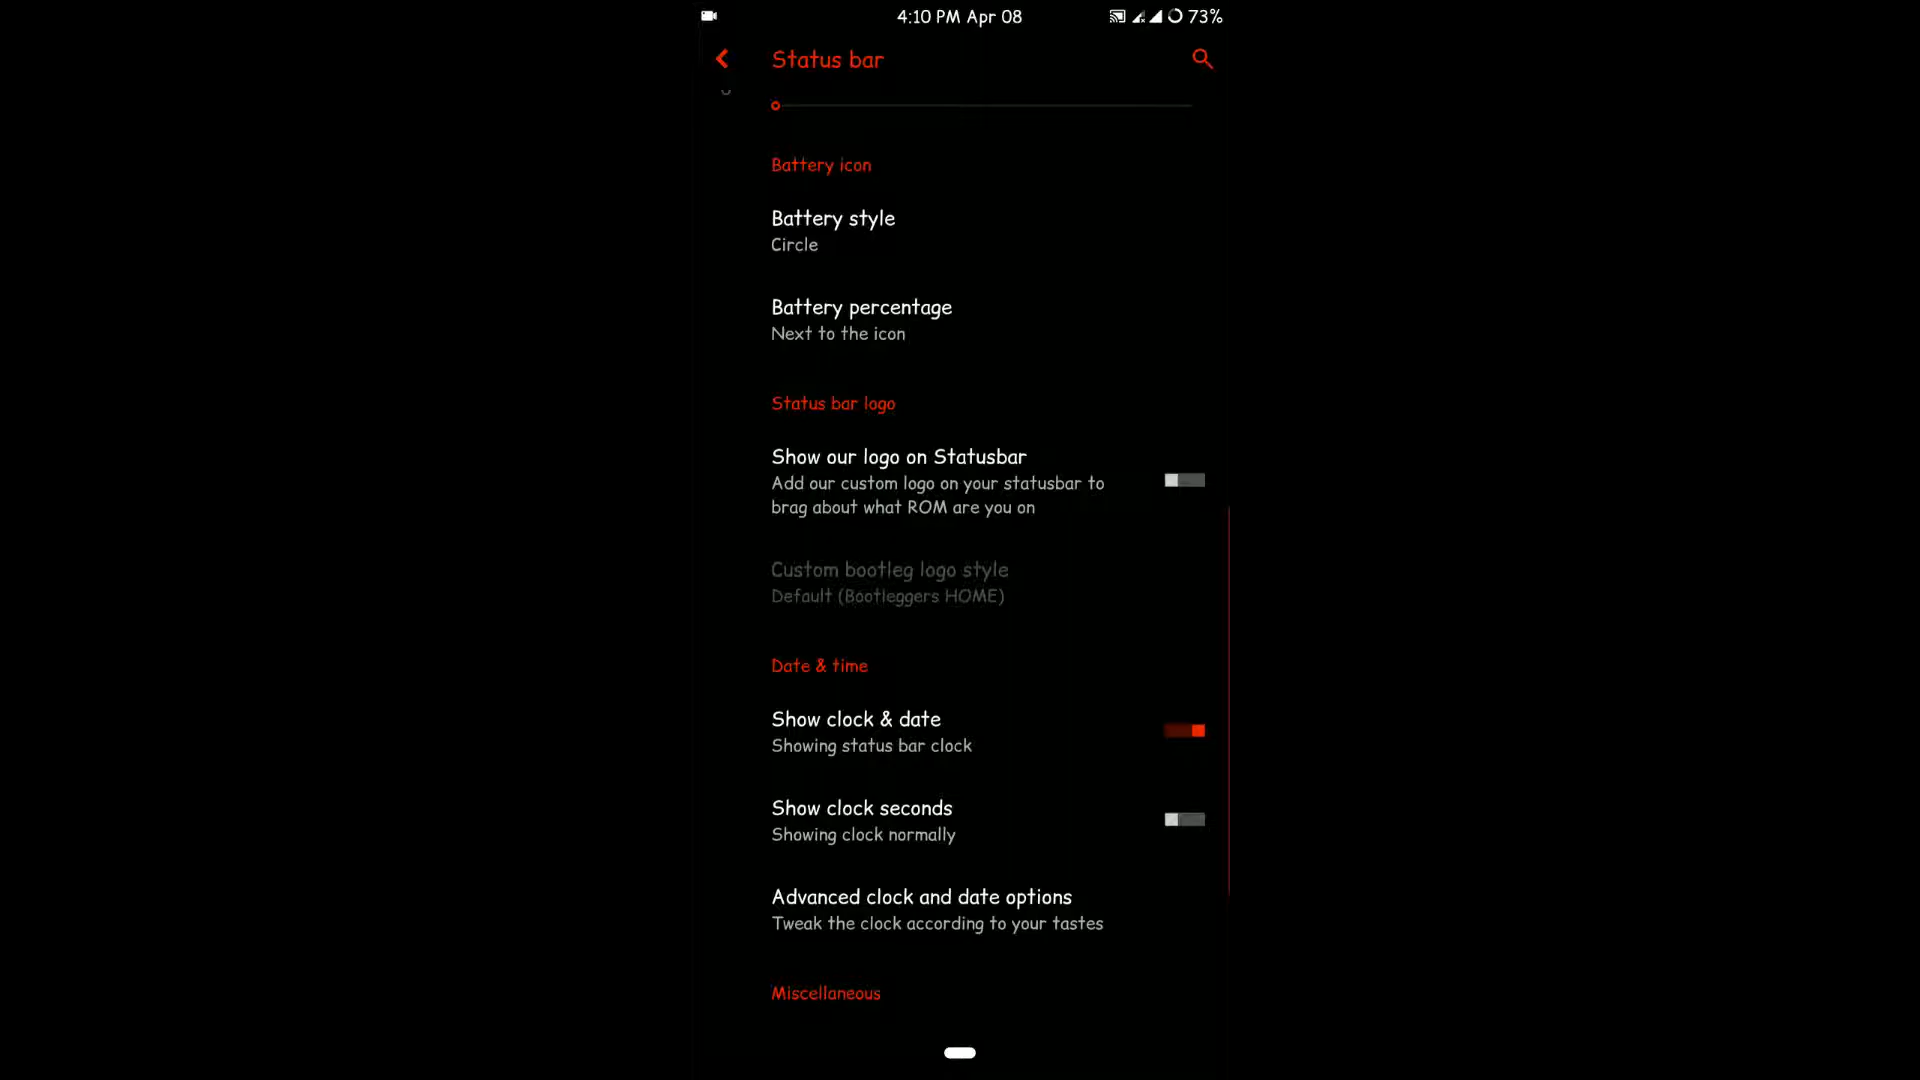 4:10 PM Apr 08
73%
Status bar
Battery icon
Battery style
Circle
Battery percentage
Next to the icon
Status bar logo
Show our logo on Statusbar
Add our custom logo on your statusbar to
brag about what ROM are you on
Custom bootleg logo style
Default (Bootleggers HOME)
Date & time
Show clock & date
Showing status bar clock
Show clock seconds
Showing clock normally
Advanced clock and date options
Tweak the clock according to your tastes
Miscellaneous